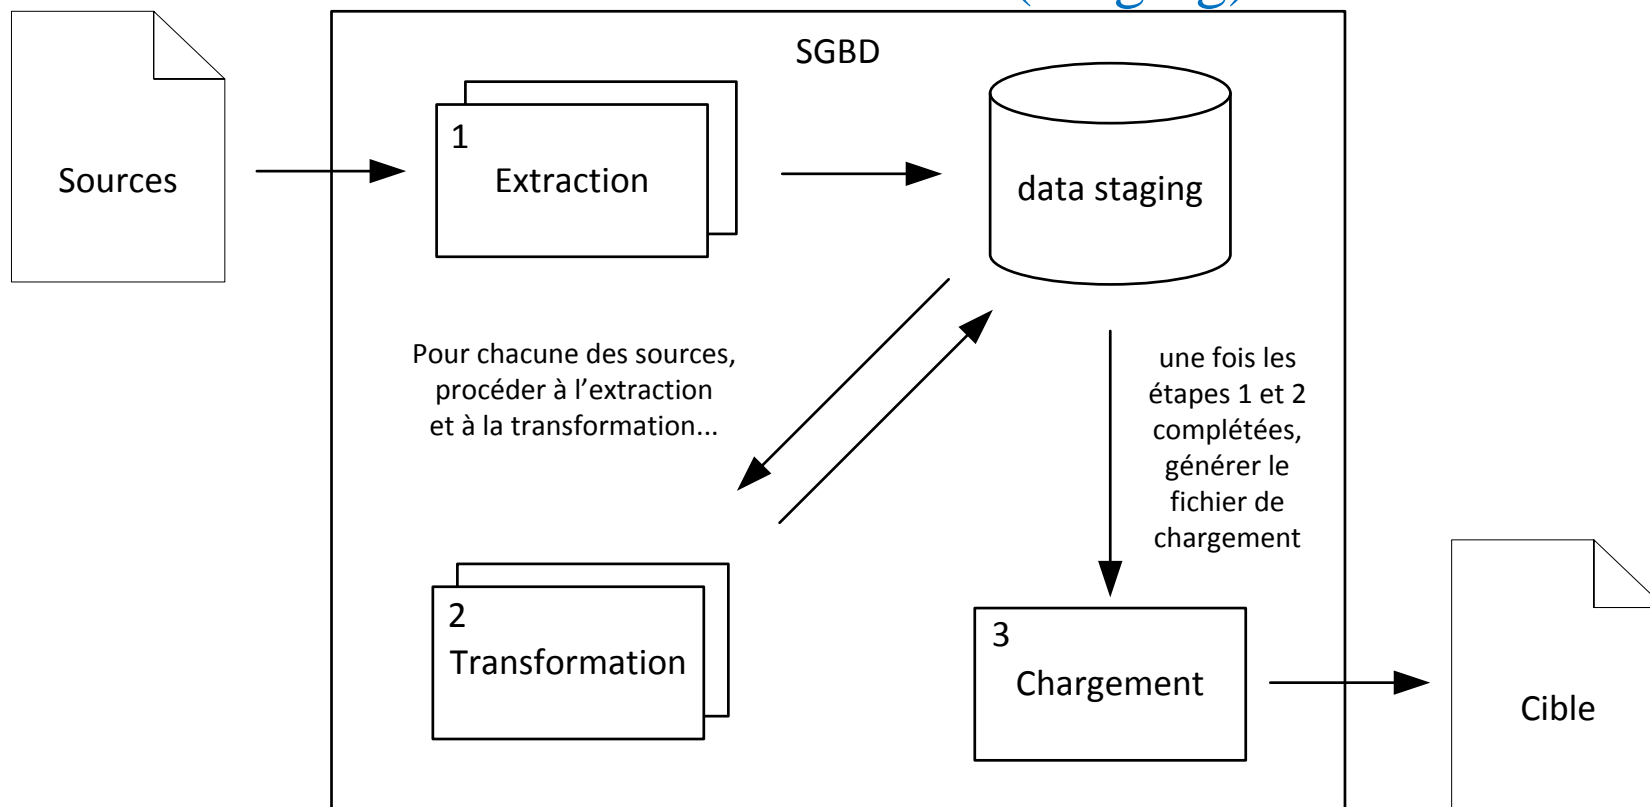 SGBD
Sources
1
Extraction
data staging
Pour chacune des sources,
procéder à l’extraction
et à la transformation...
une fois les
étapes 1 et 2
complétées,
générer le
fichier de
chargement
2
Transformation
3
Chargement
Cible